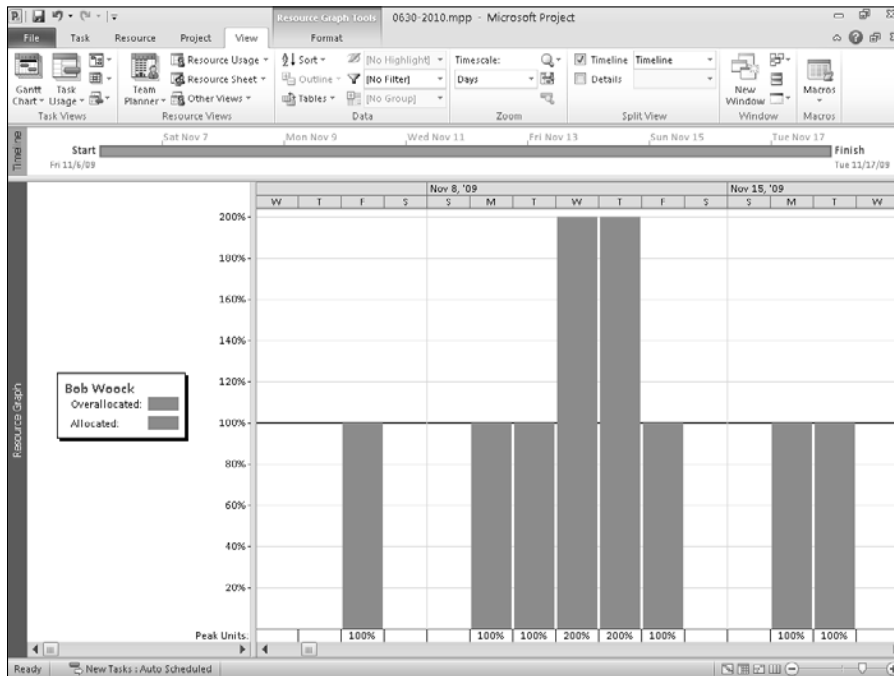 0630-2010.mpp - Microsoft Project
Resource Graph Tools
File Task Resource Project View Format
Gantt Chart
Task Usage
Team Planner
Resource Usage
Resource Sheet
Other Views
Sort
Outline
Tables
[No Highlight]
[No Filter]
[No Group]
Timescale:
Days
Timeline Timeline
Details
New Window
Macros
Task Views Resource Views Data Zoom Split View Window Macros
Timeline
Sat Nov 7 Mon Nov 9 Wed Nov 11 Fri Nov 13 Sun Nov 15 Tue Nov 17
Start Finish
Fri 11/6/09 Tue 11/17/09
Nov 8, '09 Nov 15, '09
W T F S S M T W T F S S M T W
200%
180%
160%
140%
120%
100%
80%
60%
40%
20%
Resource Graph
Bob Woock
Overallocated:
Allocated:
Peak Units: 100% 100% 100% 200% 200% 100% 100% 100%
Ready New Tasks : Auto Scheduled